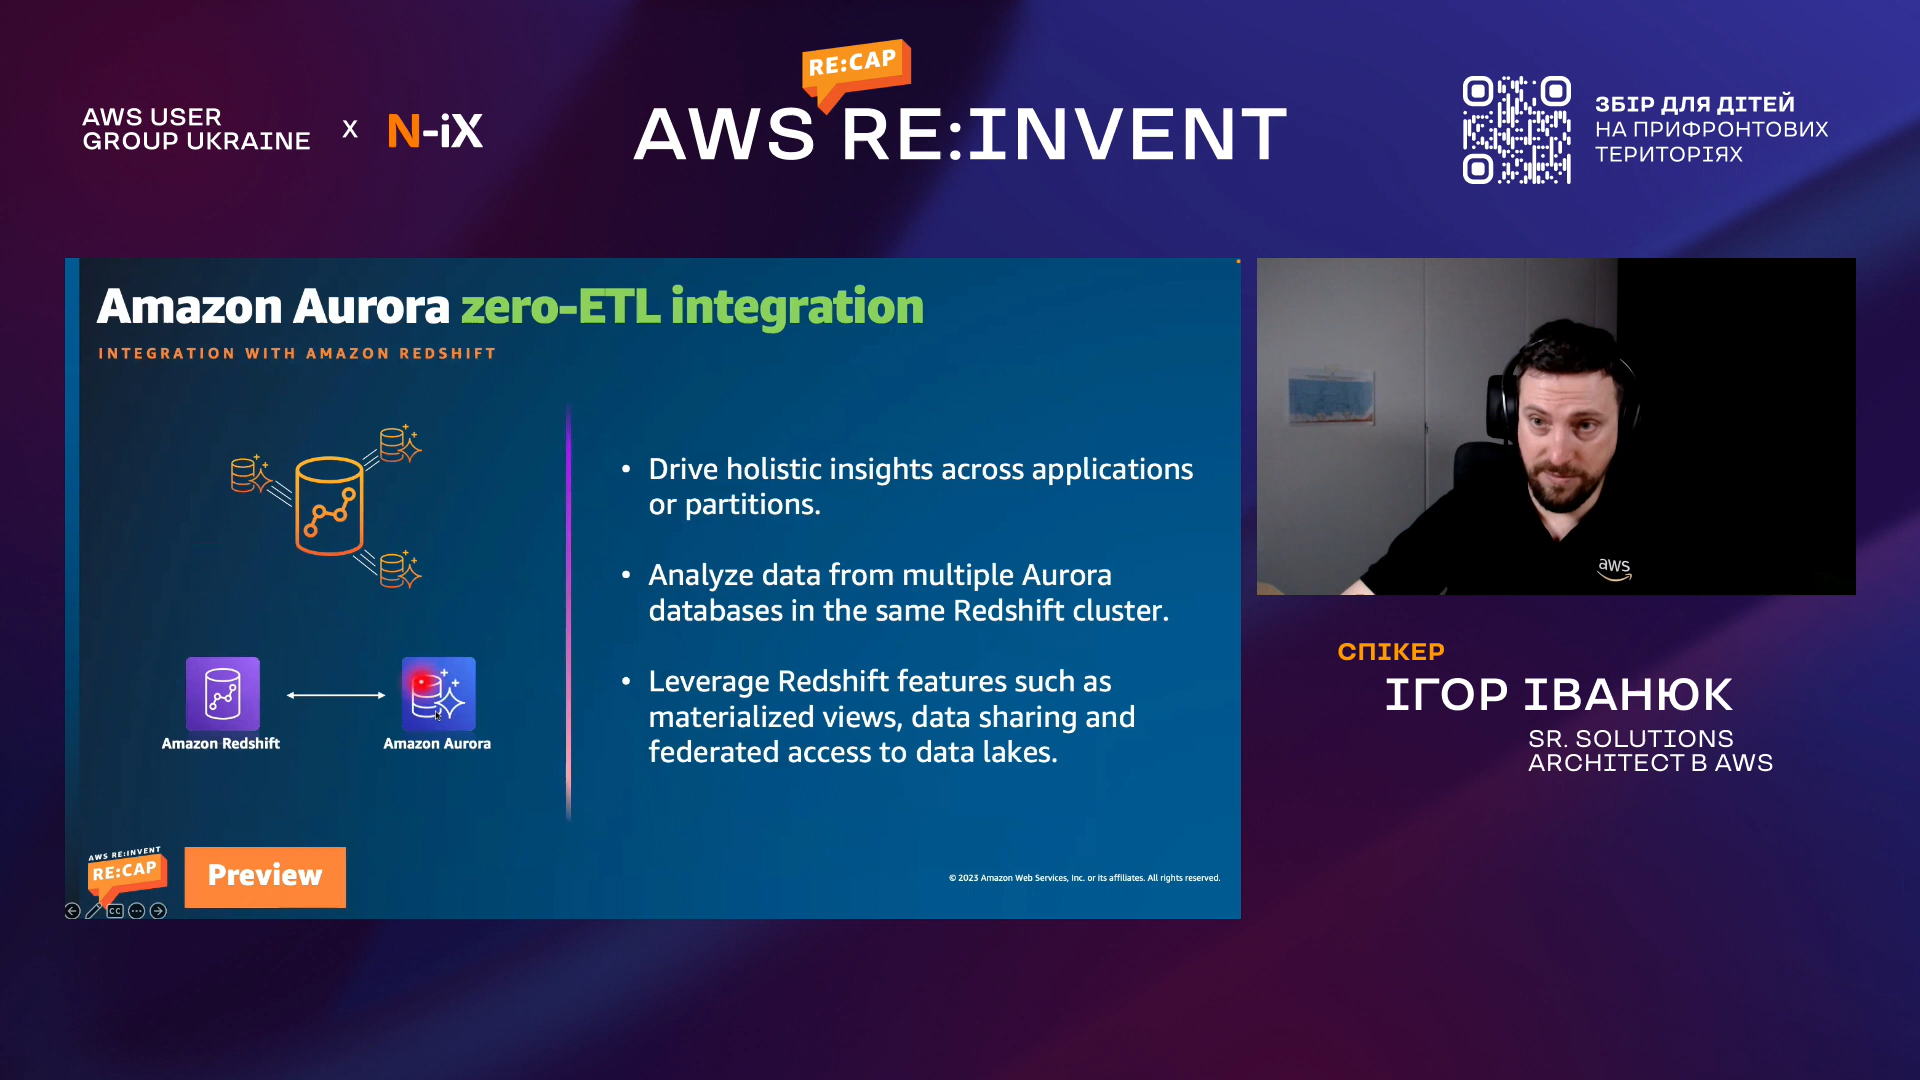 RE:CAP
AWS USER
GROUP UKRAINE
X
N-iX
AWS RE:INVENT
ЗБІР ДЛЯ ДІТЕЙ
НА ПРИФРОНТОВИХ
ТЕРИТОРІЯХ
Amazon Aurora zero-ETL integration
INTEGRATION WITH AMAZON REDSHIFT
• Drive holistic insights across applications
or partitions.
• Analyze data from multiple Aurora
databases in the same Redshift cluster.
• Leverage Redshift features such as
materialized views, data sharing and
federated access to data lakes.
Amazon Redshift
Amazon Aurora
AWS RE:INVENT
RE:CAP
Preview
CC
© 2023 Amazon Web Services, Inc. or its affiliates. All rights reserved.
aws
СПІКЕР
ІГОР ІВАНЮК
SR. SOLUTIONS
ARCHITECT В AWS